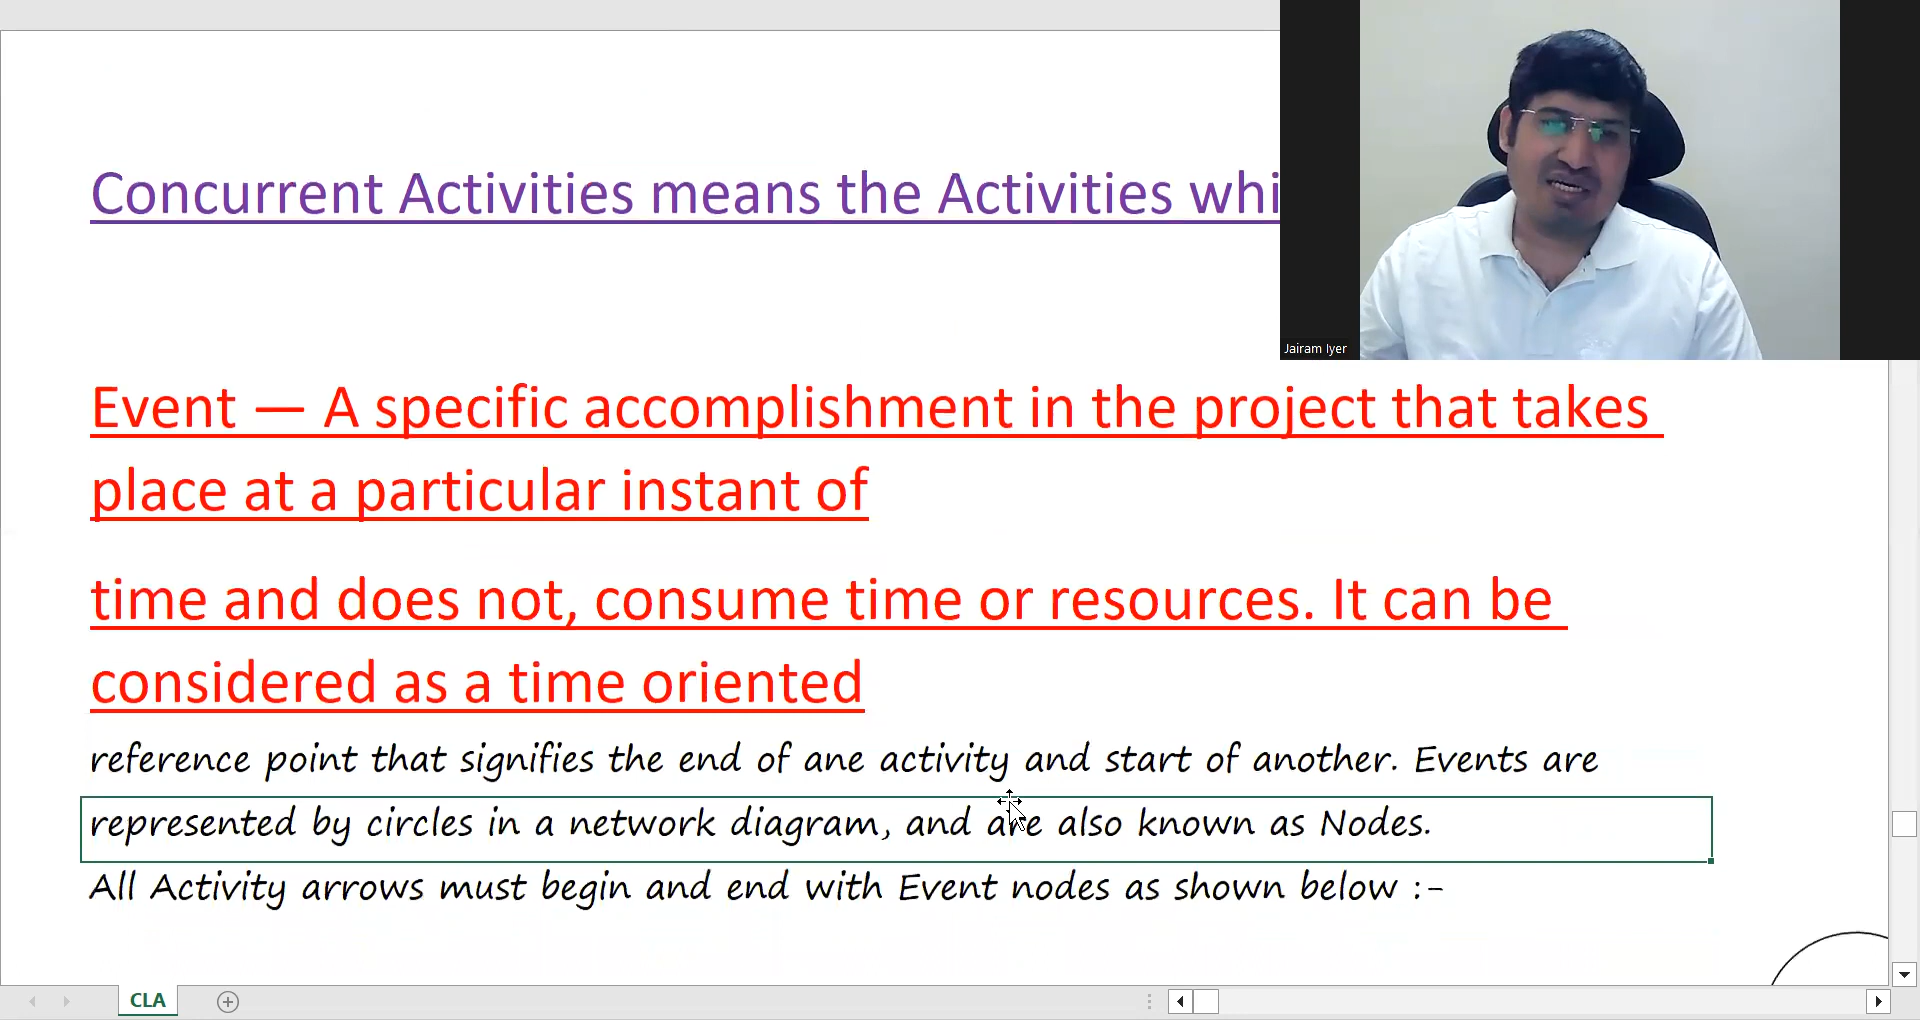 Concurrent Activities means the Activities whi
Jairam Iyer
Event — A specific accomplishment in the project that takes
place at a particular instant of
time and does not, consume time or resources. It can be
considered as a time oriented
reference point that signifies the end of ane activity and start of another. Events are
represented by circles in a network diagram, and are also known as Nodes.
All Activity arrows must begin and end with Event nodes as shown below :-
CLA